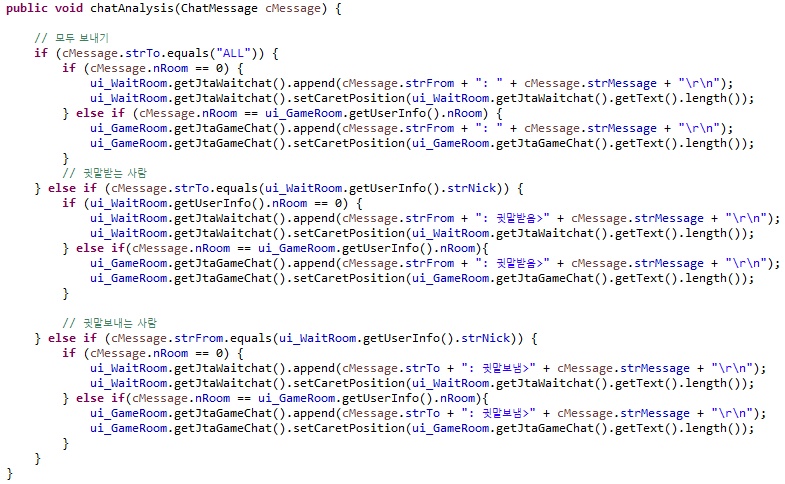 public void chatAnalysis(ChatMessage cMessage) {

    // 모두 보내기
    if (cMessage.strTo.equals("ALL")) {
        if (cMessage.nRoom == 0) {
            ui_WaitRoom.getJtaWaitchat().append(cMessage.strFrom + ": " + cMessage.strMessage + "\r\n");
            ui_WaitRoom.getJtaWaitchat().setCaretPosition(ui_WaitRoom.getJtaWaitchat().getText().length());
        } else if (cMessage.nRoom == ui_GameRoom.getUserInfo().nRoom) {
            ui_GameRoom.getJtaGameChat().append(cMessage.strFrom + ": " + cMessage.strMessage + "\r\n");
            ui_GameRoom.getJtaGameChat().setCaretPosition(ui_GameRoom.getJtaGameChat().getText().length());
        }
        // 귓말받는 사람
    } else if (cMessage.strTo.equals(ui_WaitRoom.getUserInfo().strNick)) {
        if (ui_WaitRoom.getUserInfo().nRoom == 0) {
            ui_WaitRoom.getJtaWaitchat().append(cMessage.strFrom + ": 귓말받음>" + cMessage.strMessage + "\r\n");
            ui_WaitRoom.getJtaWaitchat().setCaretPosition(ui_WaitRoom.getJtaWaitchat().getText().length());
        } else if(cMessage.nRoom == ui_GameRoom.getUserInfo().nRoom){
            ui_GameRoom.getJtaGameChat().append(cMessage.strFrom + ": 귓말받음>" + cMessage.strMessage + "\r\n");
            ui_GameRoom.getJtaGameChat().setCaretPosition(ui_GameRoom.getJtaGameChat().getText().length());
        }

        // 귓말보내는 사람
    } else if (cMessage.strFrom.equals(ui_WaitRoom.getUserInfo().strNick)) {
        if (cMessage.nRoom == 0) {
            ui_WaitRoom.getJtaWaitchat().append(cMessage.strTo + ": 귓말보냄>" + cMessage.strMessage + "\r\n");
            ui_WaitRoom.getJtaWaitchat().setCaretPosition(ui_WaitRoom.getJtaWaitchat().getText().length());
        } else if(cMessage.nRoom == ui_GameRoom.getUserInfo().nRoom){
            ui_GameRoom.getJtaGameChat().append(cMessage.strTo + ": 귓말보냄>" + cMessage.strMessage + "\r\n");
            ui_GameRoom.getJtaGameChat().setCaretPosition(ui_GameRoom.getJtaGameChat().getText().length());
        }
    }
}